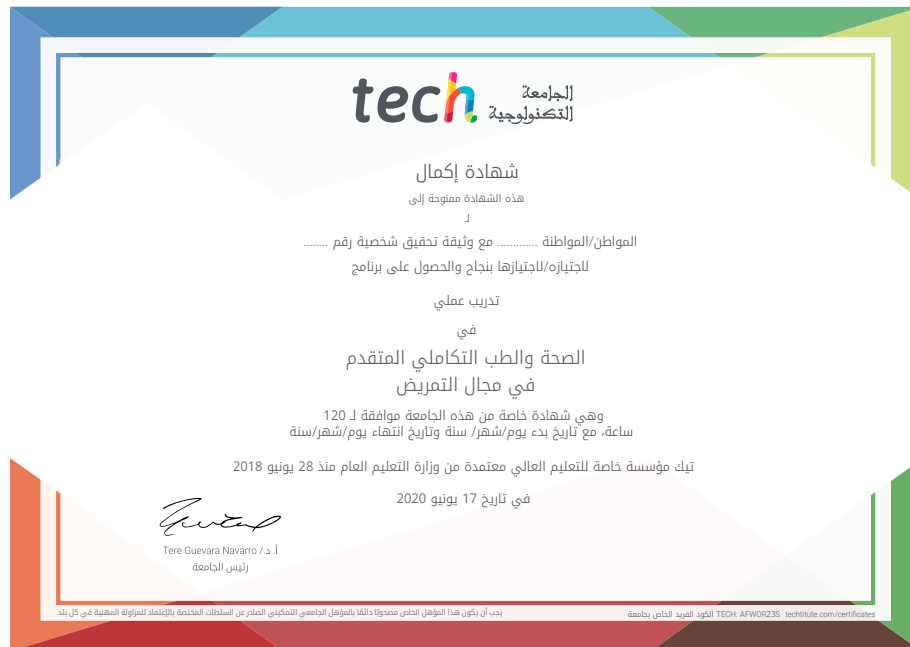 tech الجامعة
التكنولوجية
شهادة إكمال
هذه الشهادة ممنوحة إلى
لـ
المواطن/المواطنة ............ مع وثيقة تحقيق شخصية رقم ........
لاجتيازه/لاجتيازها بنجاح والحصول على برنامج
تدريب عملي
في
الصحة والطب التكاملي المتقدم
في مجال التمريض
وهي شهادة خاصة من هذه الجامعة موافقة لـ 120
ساعة، مع تاريخ بدء يوم/شهر/ سنة وتاريخ انتهاء يوم/شهر/سنة
تيك مؤسسة خاصة للتعليم العالي معتمدة من وزارة التعليم العام منذ 28 يونيو 2018
في تاريخ 17 يونيو 2020
أ. د./ Tere Guevara Navarro
رئيس الجامعة
الكود الفريد الخاص بجامعة TECH: AFWOR23S techtitute.com/certificates
يجب أن يكون هذا المؤهل الخاص مصحوبًا دائمًا بالمؤهل الجامعي التمكيني الصادر عن السلطات المختصة بالإعتماد للمزاولة المهنية في كل بلد.